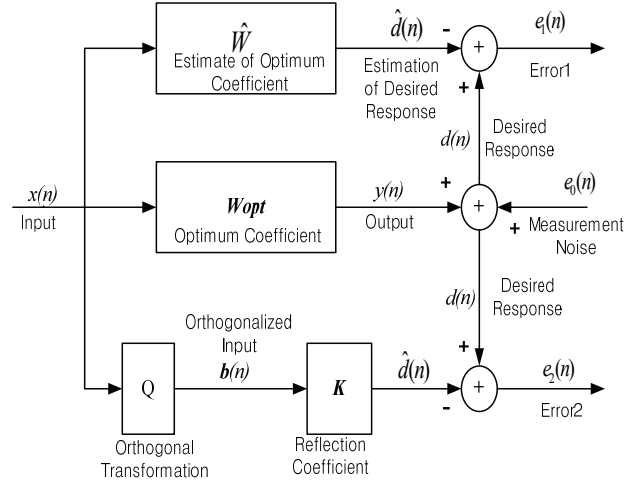 Ŵ
Estimate of Optimum
Coefficient
d̂(n)
Estimation
of Desired
Response
-
+
+
e₁(n)
Error1
d(n)
Desired
Response
x(n)
Input
Wopt
Optimum Coefficient
y(n)
Output
+
+
e₀(n)
+ Measurement
Noise
d(n)
Desired
Response
Orthogonalized
Input
b(n)
Q
Orthogonal
Transformation
K
Reflection
Coefficient
d̂(n)
+
-
+
e₂(n)
Error2